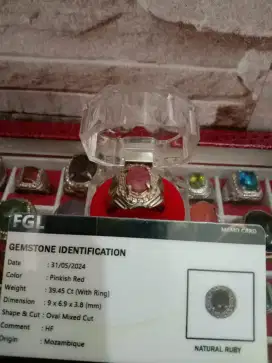 FGL
MEMO CARD
GEMSTONE IDENTIFICATION
Date : 31/05/2024
Color : Pinkish Red
Weight : 39.45 Ct (With Ring)
Dimension : 9 x 6.9 x 3.8 (mm)
Shape & Cut : Oval Mixed Cut
Comment : HF
Origin : Mozambique
NATURAL RUBY